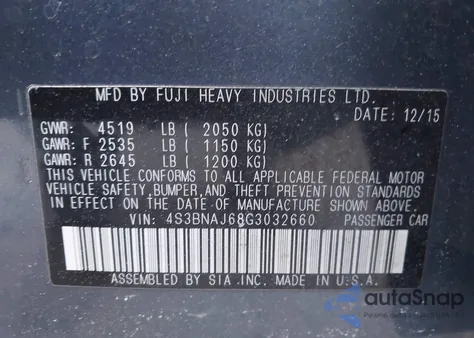 MFD BY FUJI HEAVY INDUSTRIES LTD.
DATE: 12/15
GVWR: 4519 LB ( 2050 KG)
GAWR: F 2535 LB ( 1150 KG)
GAWR: R 2645 LB ( 1200 KG)
THIS VEHICLE CONFORMS TO ALL APPLICABLE FEDERAL MOTOR
VEHICLE SAFETY, BUMPER, AND THEFT PREVENTION STANDARDS
IN EFFECT ON THE DATE OF MANUFACTURE SHOWN ABOVE.
VIN: 4S3BNAJ68G3032660 PASSENGER CAR
ASSEMBLED BY SIA INC. MADE IN U.S.A.
autoSnap